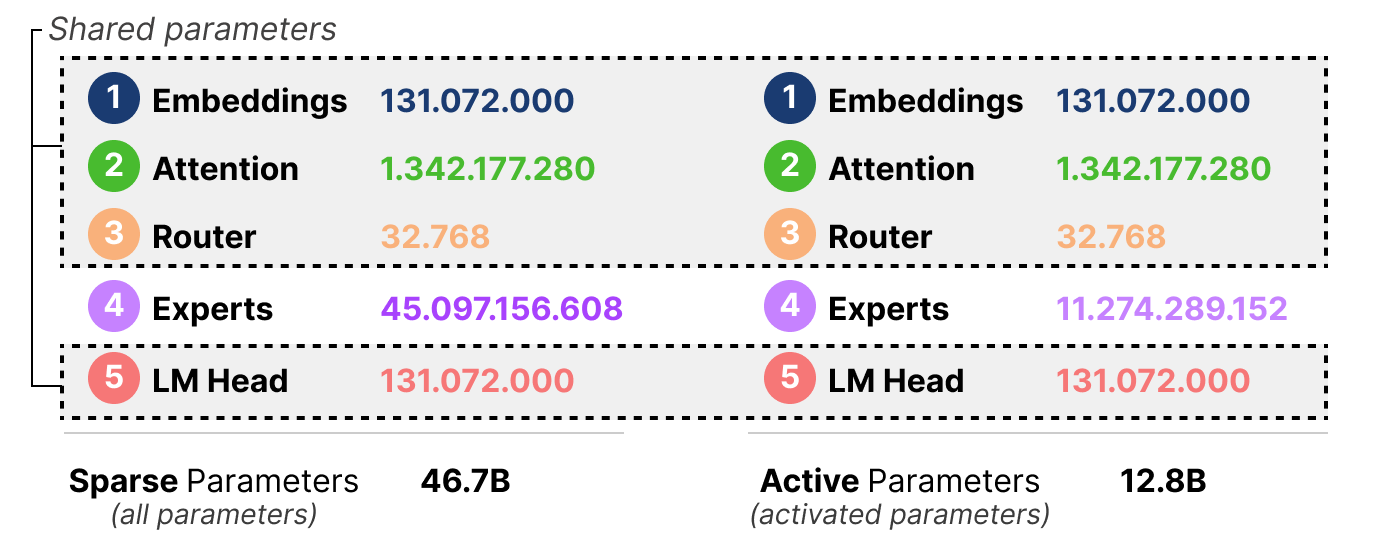 Shared parameters
1 Embeddings 131.072.000 1 Embeddings 131.072.000
2 Attention 1.342.177.280 2 Attention 1.342.177.280
3 Router 32.768 3 Router 32.768
4 Experts 45.097.156.608 4 Experts 11.274.289.152
5 LM Head 131.072.000 5 LM Head 131.072.000
Sparse Parameters 46.7B Active Parameters 12.8B
(all parameters) (activated parameters)